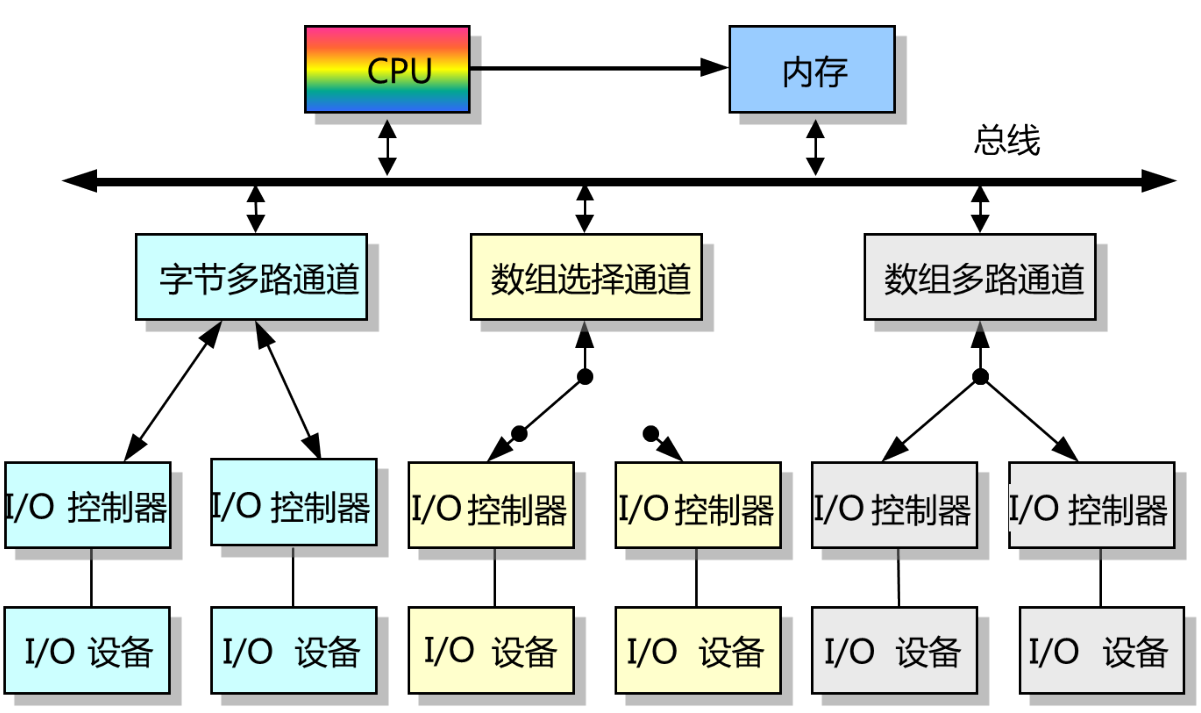 CPU
内存
总线
字节多路通道
数组选择通道
数组多路通道
I/O 控制器
I/O 控制器
I/O 控制器
I/O 控制器
I/O 控制器
I/O 控制器
I/O 设备
I/O 设备
I/O 设备
I/O 设备
I/O 设备
I/O 设备